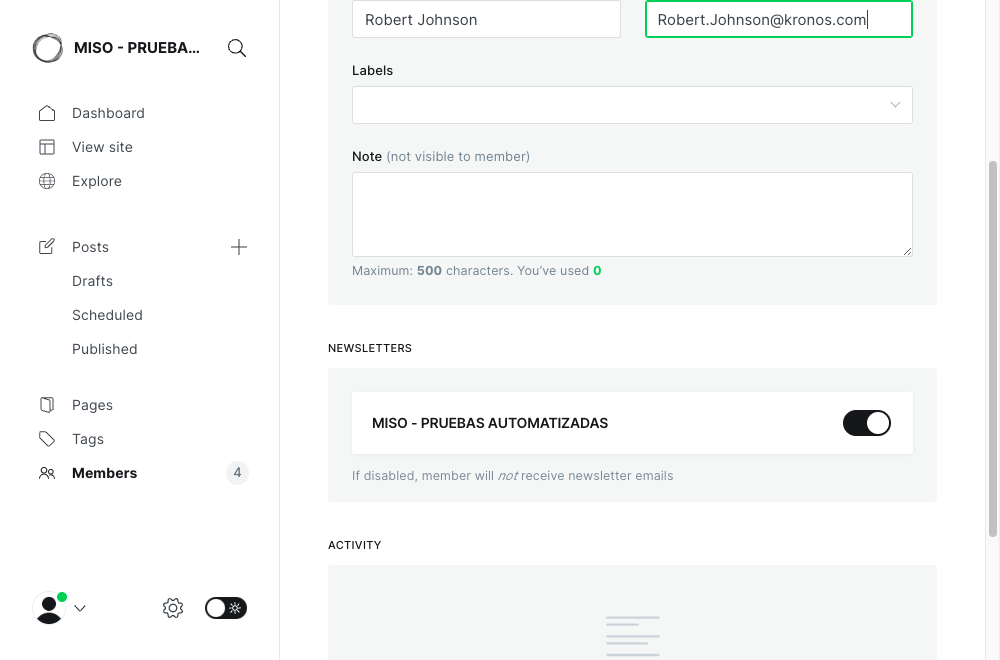 MISO - PRUEBA...
Dashboard
View site
Explore
Posts
Drafts
Scheduled
Published
Pages
Tags
Members 4
Robert Johnson
Robert.Johnson@kronos.com
Labels
Note (not visible to member)
Maximum: 500 characters. You’ve used 0
NEWSLETTERS
MISO - PRUEBAS AUTOMATIZADAS
If disabled, member will not receive newsletter emails
ACTIVITY